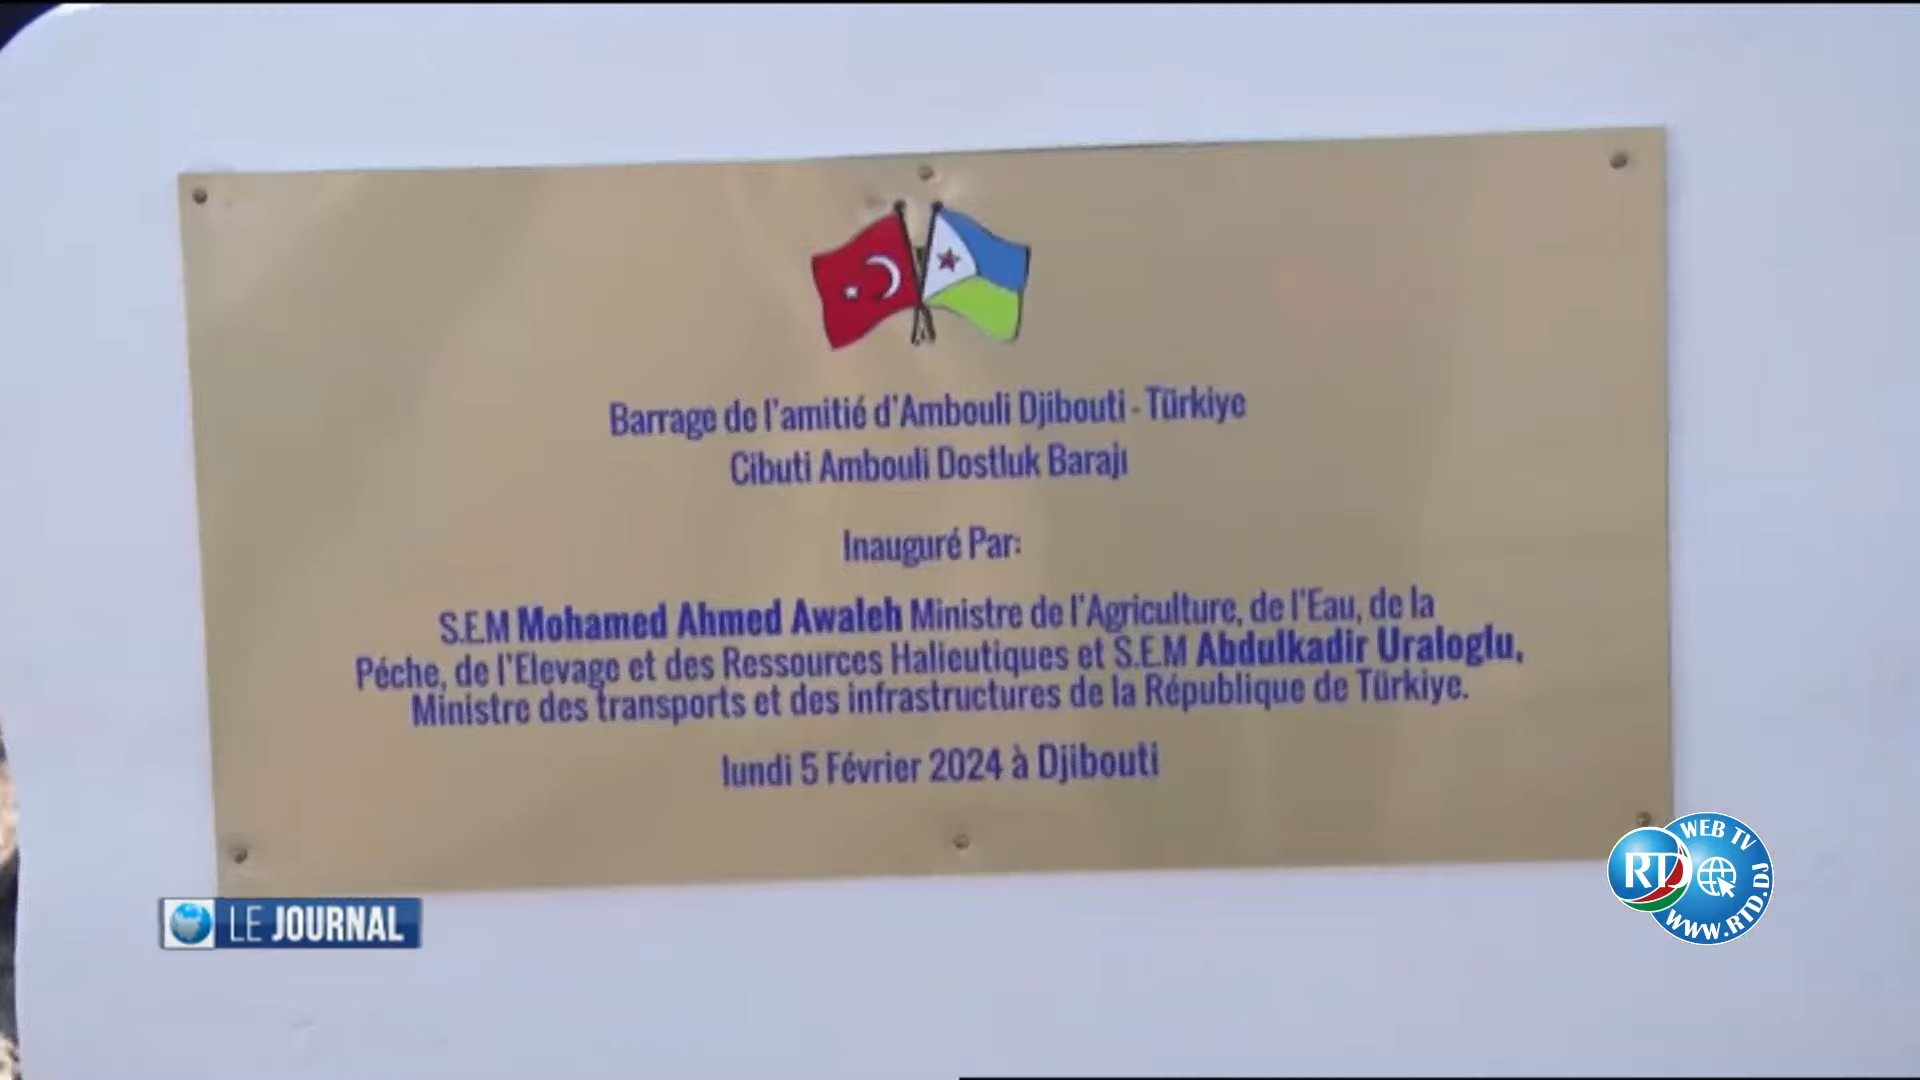 Barrage de l'amitié d'Ambouli Djibouti - Türkiye
Cibuti Ambouli Dostluk Barajı
Inauguré Par:
S.E.M Mohamed Ahmed Awaleh Ministre de l'Agriculture, de l'Eau, de la
Péche, de l'Elevage et des Ressources Halieutiques et S.E.M Abdulkadir Uraloglu,
Ministre des transports et des infrastructures de la République de Türkiye.
lundi 5 Février 2024 à Djibouti
LE JOURNAL
WEB TV
RTD
WWW.RTD.DJ